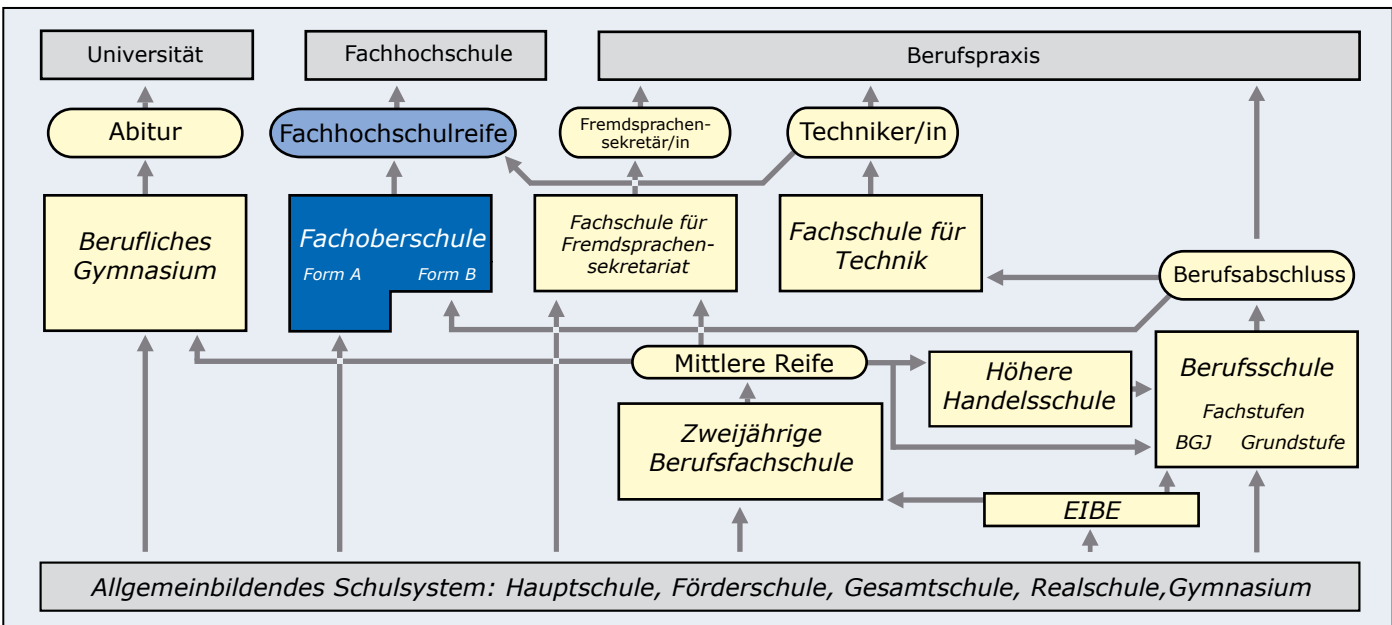 Universität
Fachhochschule
Berufspraxis
Abitur
Fachhochschulreife
Fremdsprachen-
sekretär/in
Techniker/in
Berufliches
Gymnasium
Fachoberschule
Form A
Form B
Fachschule für
Fremdsprachen-
sekretariat
Fachschule für
Technik
Berufsabschluss
Mittlere Reife
Höhere
Handelsschule
Berufsschule
Fachstufen
BGJ Grundstufe
Zweijährige
Berufsfachschule
EIBE
Allgemeinbildendes Schulsystem: Hauptschule, Förderschule, Gesamtschule, Realschule,Gymnasium